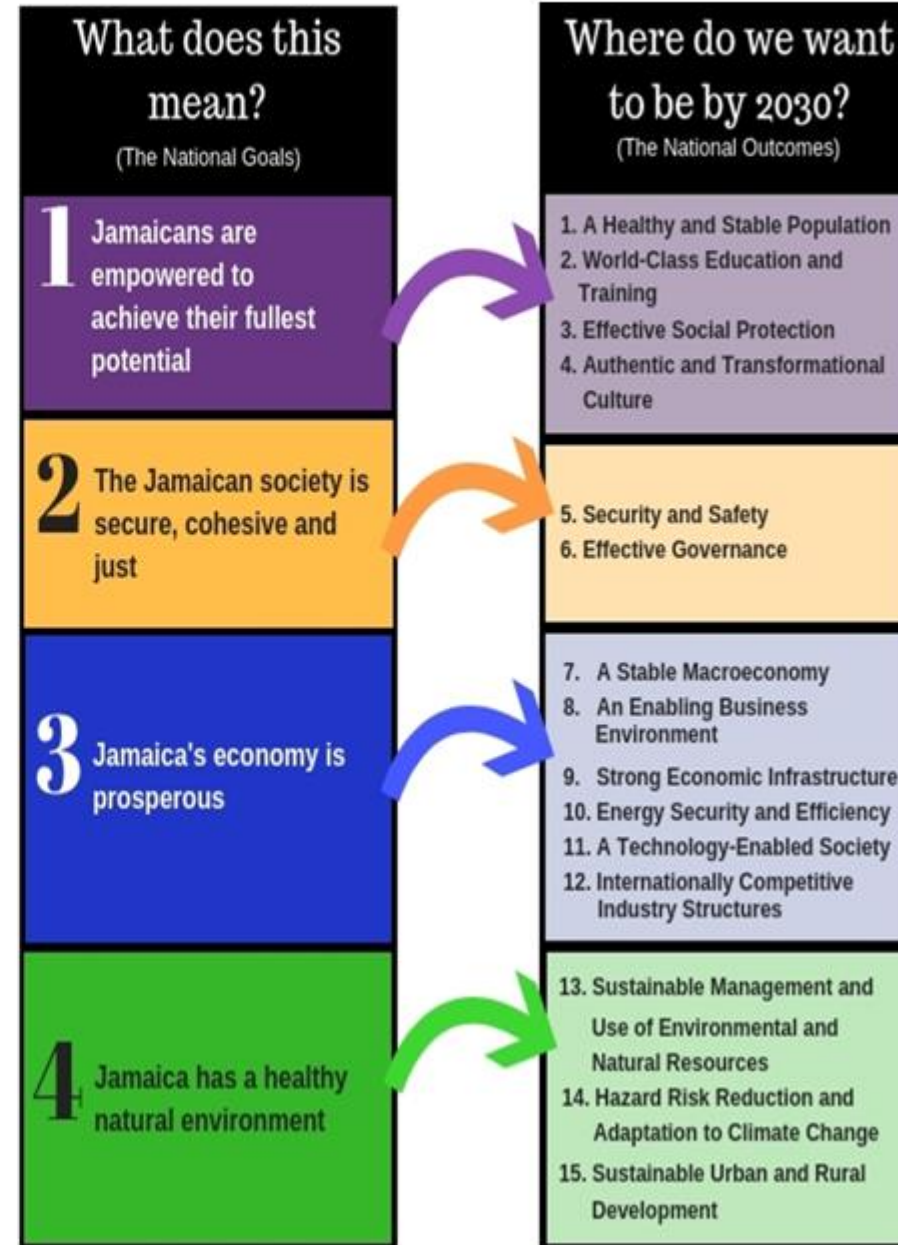 What does this
mean?
(The National Goals)
1
Jamaicans are
empowered to
achieve their fullest
potential
2
The Jamaican society is
secure, cohesive and
just
3
Jamaica's economy is
prosperous
4
Jamaica has a healthy
natural environment
Where do we want
to be by 2030?
(The National Outcomes)
1. A Healthy and Stable Population
2. World-Class Education and
Training
3. Effective Social Protection
4. Authentic and Transformational
Culture
5. Security and Safety
6. Effective Governance
7. A Stable Macroeconomy
8. An Enabling Business
Environment
9. Strong Economic Infrastructure
10. Energy Security and Efficiency
11. A Technology-Enabled Society
12. Internationally Competitive
Industry Structures
13. Sustainable Management and
Use of Environmental and
Natural Resources
14. Hazard Risk Reduction and
Adaptation to Climate Change
15. Sustainable Urban and Rural
Development